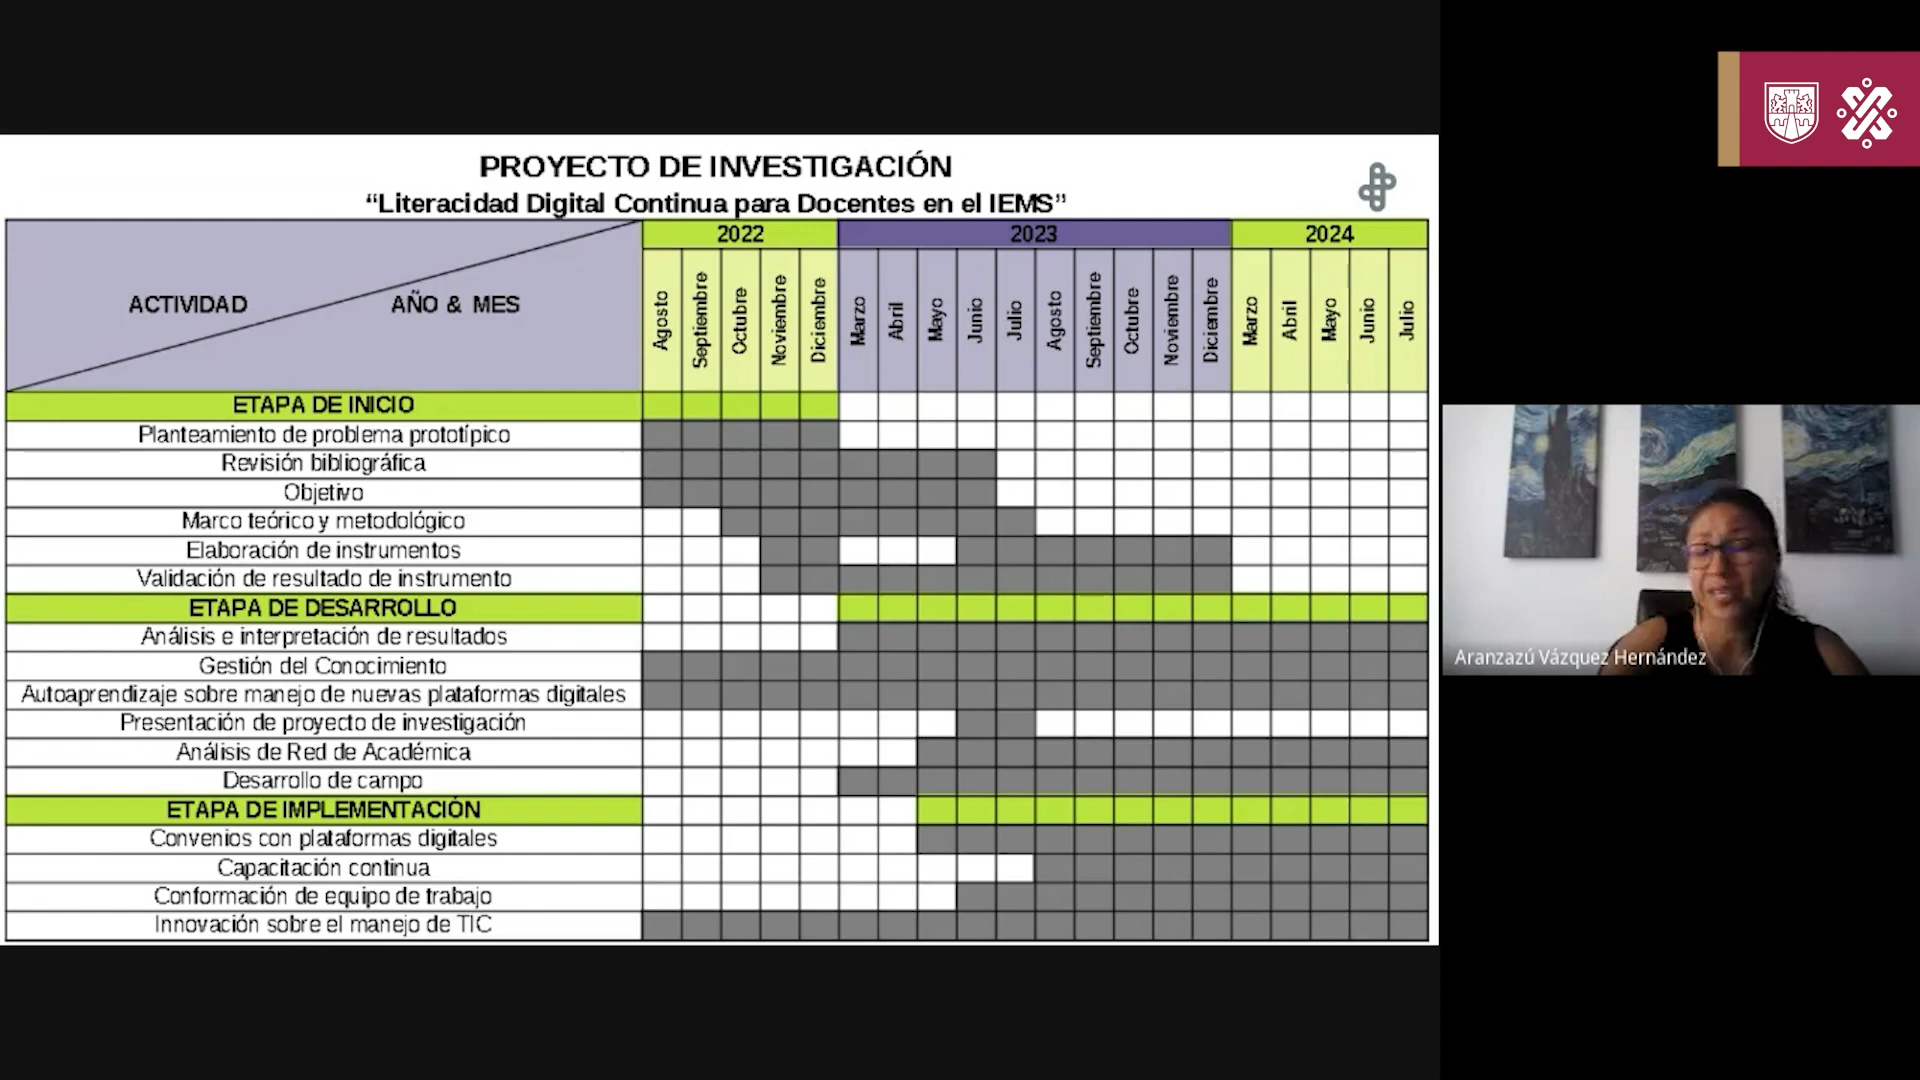 PROYECTO DE INVESTIGACIÓN
“Literacidad Digital Continua para Docentes en el IEMS”
2022 2023 2024
ACTIVIDAD AÑO & MES
Agosto Septiembre Octubre Noviembre Diciembre Marzo Abril Mayo Junio Julio Agosto Septiembre Octubre Noviembre Diciembre Marzo Abril Mayo Junio Julio
ETAPA DE INICIO
Planteamiento de problema prototípico
Revisión bibliográfica
Objetivo
Marco teórico y metodológico
Elaboración de instrumentos
Validación de resultado de instrumento
ETAPA DE DESARROLLO
Análisis e interpretación de resultados
Gestión del Conocimiento
Autoaprendizaje sobre manejo de nuevas plataformas digitales
Presentación de proyecto de investigación
Análisis de Red de Académica
Desarrollo de campo
ETAPA DE IMPLEMENTACIÓN
Convenios con plataformas digitales
Capacitación continua
Conformación de equipo de trabajo
Innovación sobre el manejo de TIC
Aranzazú Vázquez Hernández